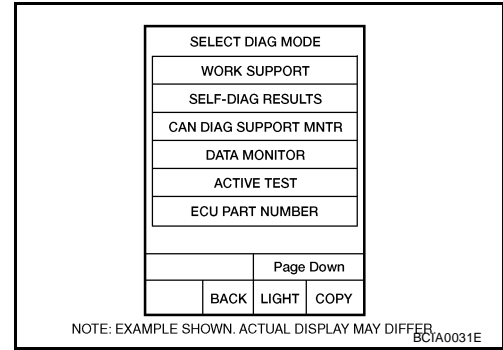 SELECT DIAG MODE
WORK SUPPORT
SELF-DIAG RESULTS
CAN DIAG SUPPORT MNTR
DATA MONITOR
ACTIVE TEST
ECU PART NUMBER
Page Down
BACK LIGHT COPY
NOTE: EXAMPLE SHOWN. ACTUAL DISPLAY MAY DIFFER.
BCIA0031E